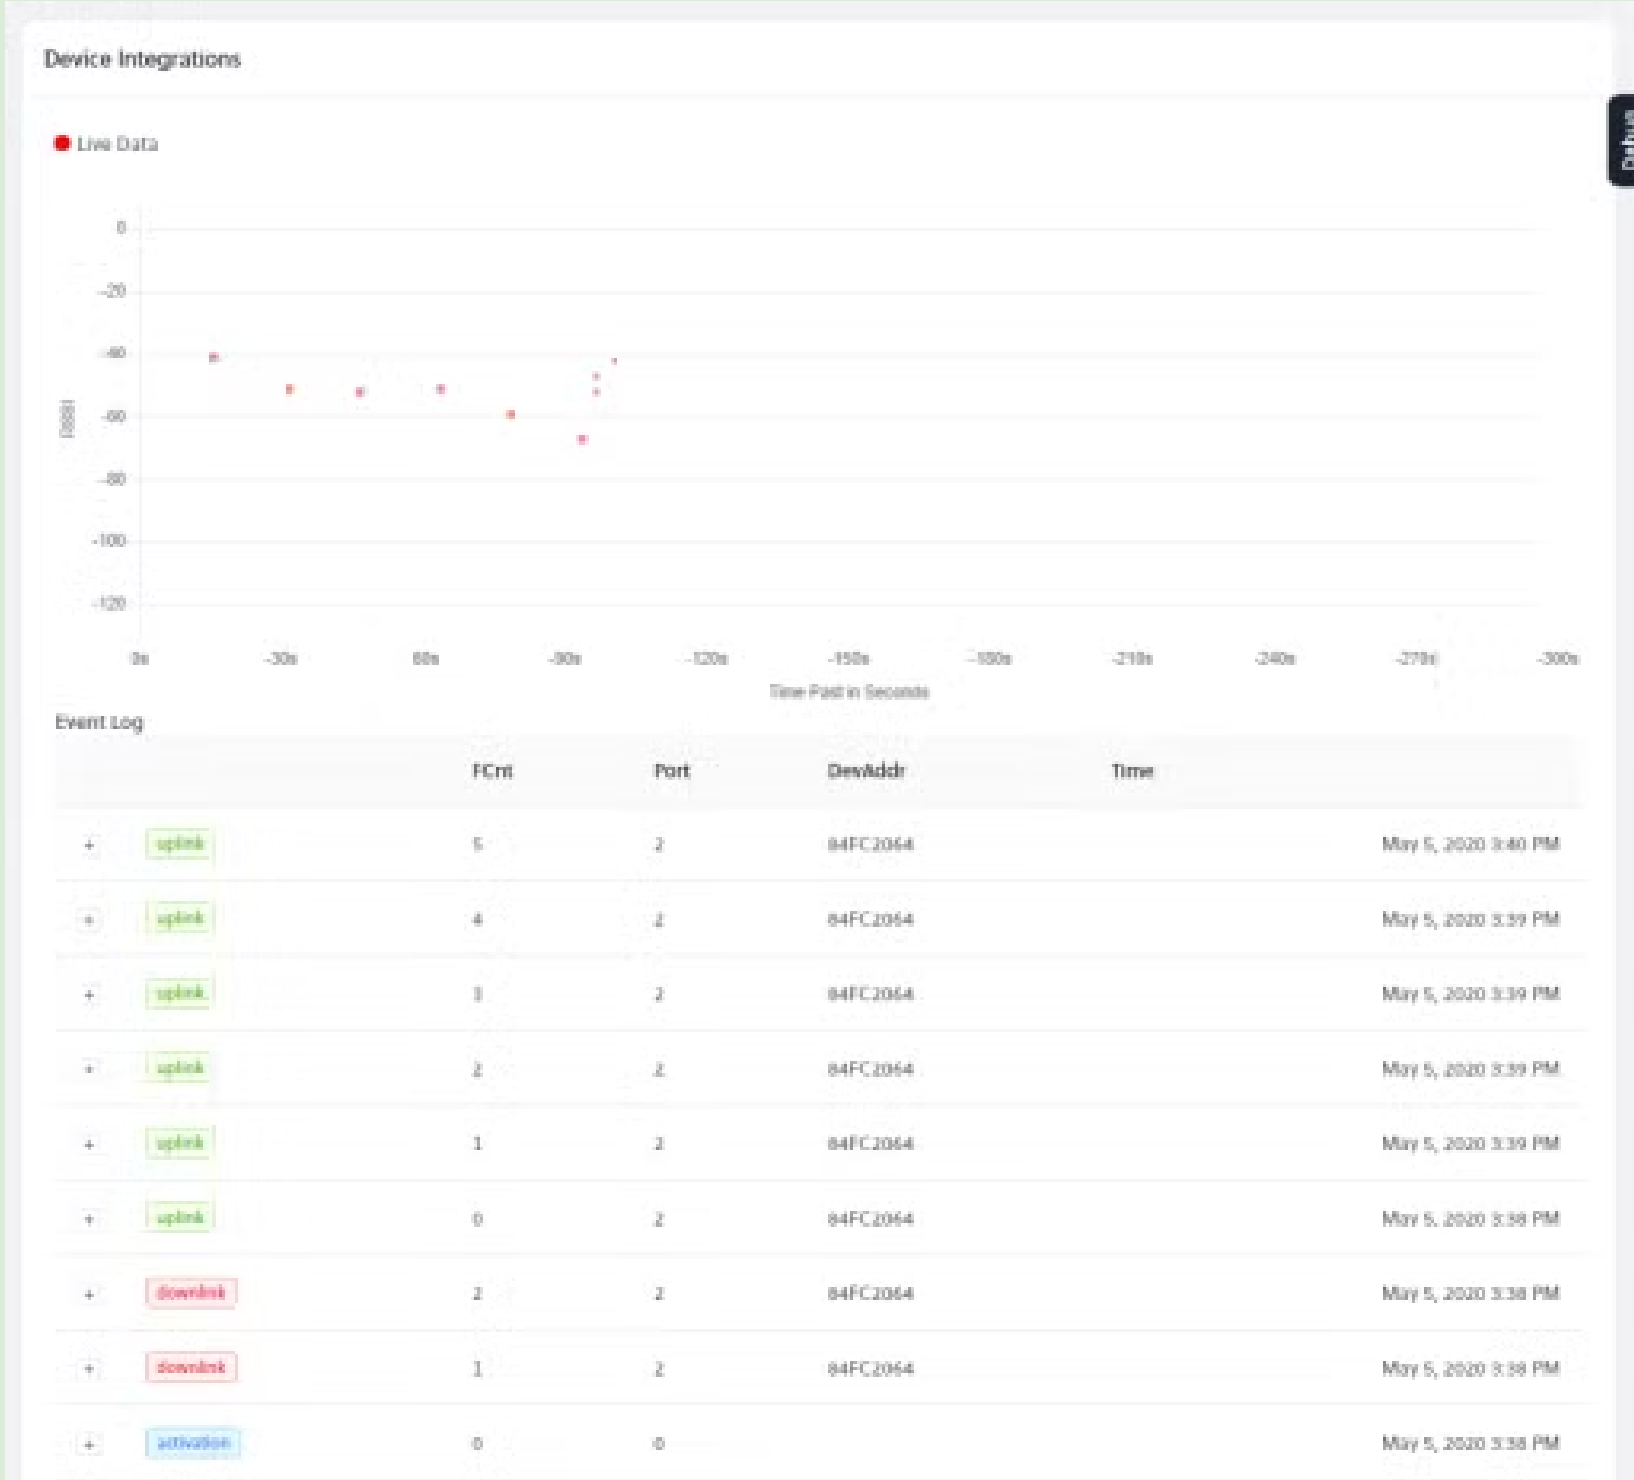 Device Integrations
Debug
Live Data
0
-20
-40
-60
-80
-100
-120
RSSI
0s -30s 60s -90s -120s -150s -180s -210s -240s -270s -300s
Time Past in Seconds
Event Log
FCnt Port DevAddr Time
+ uplink 5 2 84FC2064 May 5, 2020 3:40 PM
+ uplink 4 2 84FC2064 May 5, 2020 3:39 PM
+ uplink 3 2 84FC2064 May 5, 2020 3:39 PM
+ uplink 2 2 84FC2064 May 5, 2020 3:39 PM
+ uplink 1 2 84FC2064 May 5, 2020 3:39 PM
+ uplink 0 2 84FC2064 May 5, 2020 3:38 PM
+ downlink 2 2 84FC2064 May 5, 2020 3:38 PM
+ downlink 1 2 84FC2064 May 5, 2020 3:38 PM
+ activation 0 0 May 5, 2020 3:38 PM